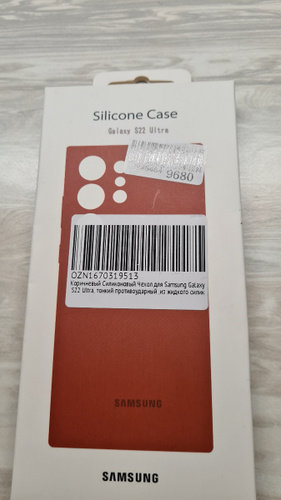 Silicone Case
Galaxy S22 Ultra
9680
OZN1670319513
Коричневый Силиконовый Чехол для Samsung Galaxy
S22 Ultra, тонкий противоударный ,из жидкого силик
SAMSUNG
SAMSUNG